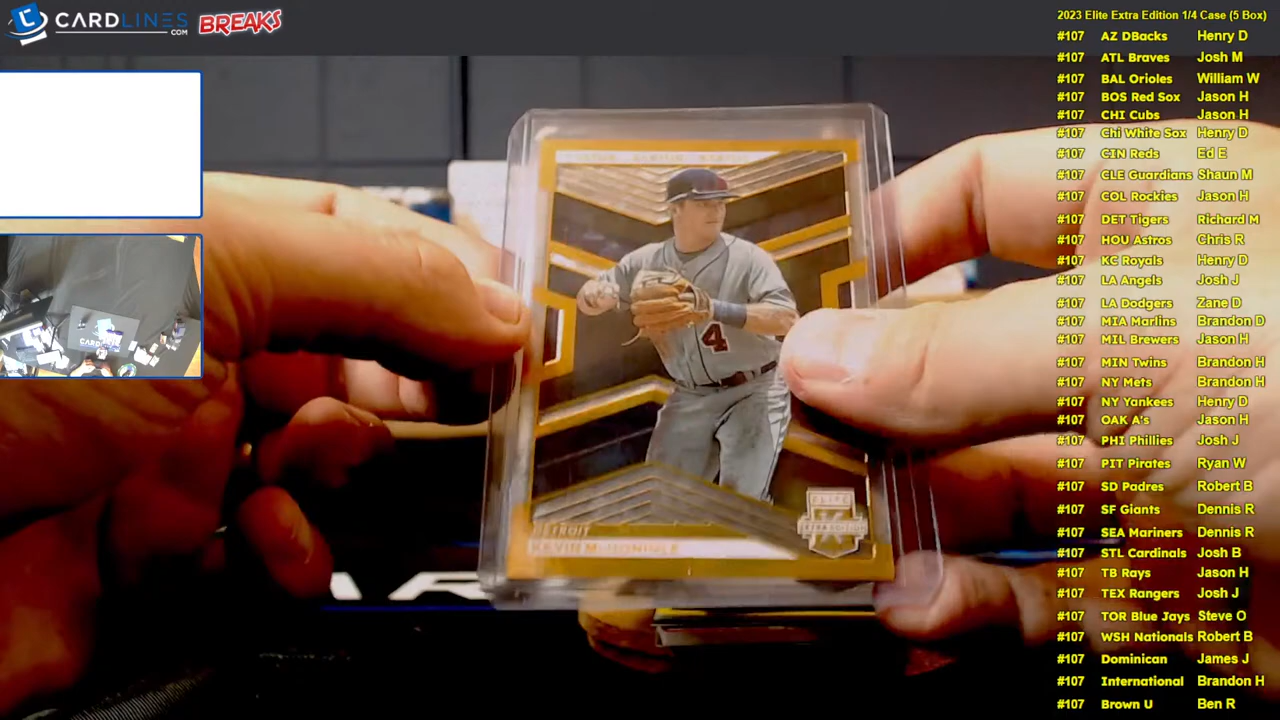 CARDLINES
.COM
BREAKS
2023 Elite Extra Edition 1/4 Case (5 Box)
#107 AZ DBacks Henry D
#107 ATL Braves Josh M
#107 BAL Orioles William W
#107 BOS Red Sox Jason H
#107 CHI Cubs Jason H
#107 Chi White Sox Henry D
#107 CIN Reds Ed E
#107 CLE Guardians Shaun M
#107 COL Rockies Jason H
#107 DET Tigers Richard M
#107 HOU Astros Chris R
#107 KC Royals Henry D
#107 LA Angels Josh J
#107 LA Dodgers Zane D
#107 MIA Marlins Brandon D
#107 MIL Brewers Jason H
#107 MIN Twins Brandon H
#107 NY Mets Brandon H
#107 NY Yankees Henry D
#107 OAK A's Jason H
#107 PHI Phillies Josh J
#107 PIT Pirates Ryan W
#107 SD Padres Robert B
#107 SF Giants Dennis R
#107 SEA Mariners Dennis R
#107 STL Cardinals Josh B
#107 TB Rays Jason H
#107 TEX Rangers Josh J
#107 TOR Blue Jays Steve O
#107 WSH Nationals Robert B
#107 Dominican James J
#107 International Brandon H
#107 Brown U Ben R
4
ELITE
EXTRA EDITION
DETROIT
KEVIN McGONIGLE